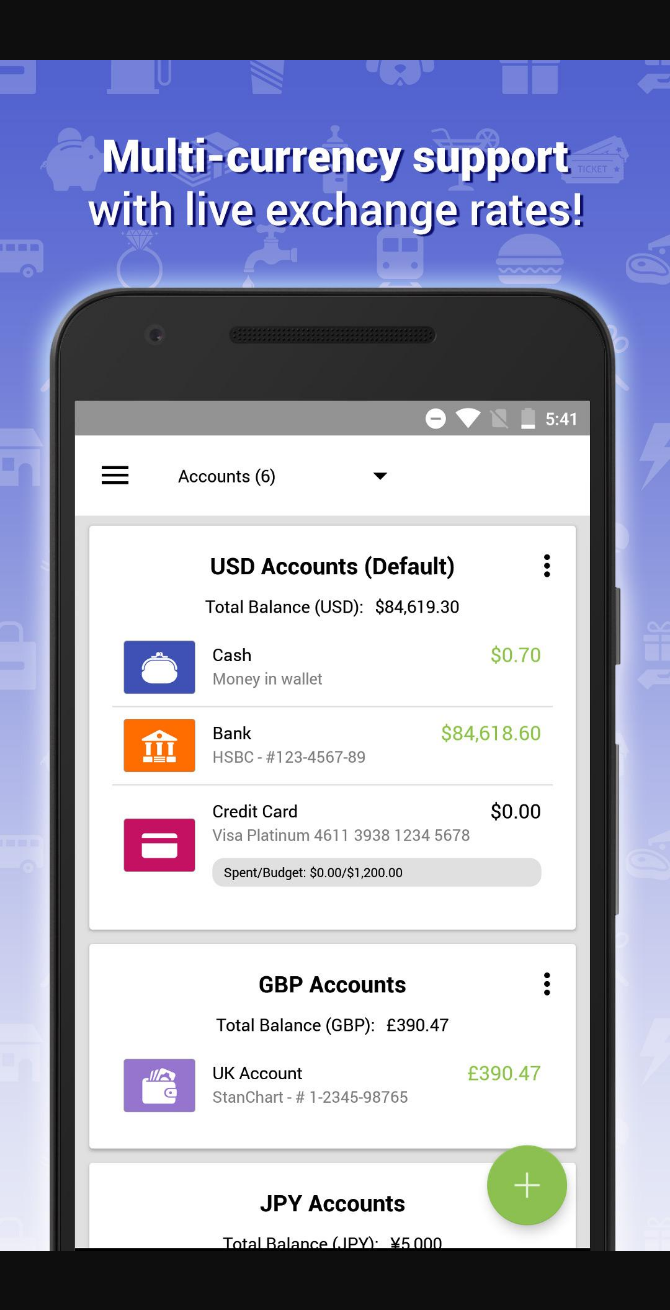 TICKET
Multi-currency support
with live exchange rates!
5:41
Accounts (6)
USD Accounts (Default)
Total Balance (USD): $84,619.30
Cash $0.70
Money in wallet
Bank $84,618.60
HSBC - #123-4567-89
Credit Card $0.00
Visa Platinum 4611 3938 1234 5678
Spent/Budget: $0.00/$1,200.00
GBP Accounts
Total Balance (GBP): £390.47
UK Account £390.47
StanChart - # 1-2345-98765
JPY Accounts
Total Balance (JPY): ¥5,000